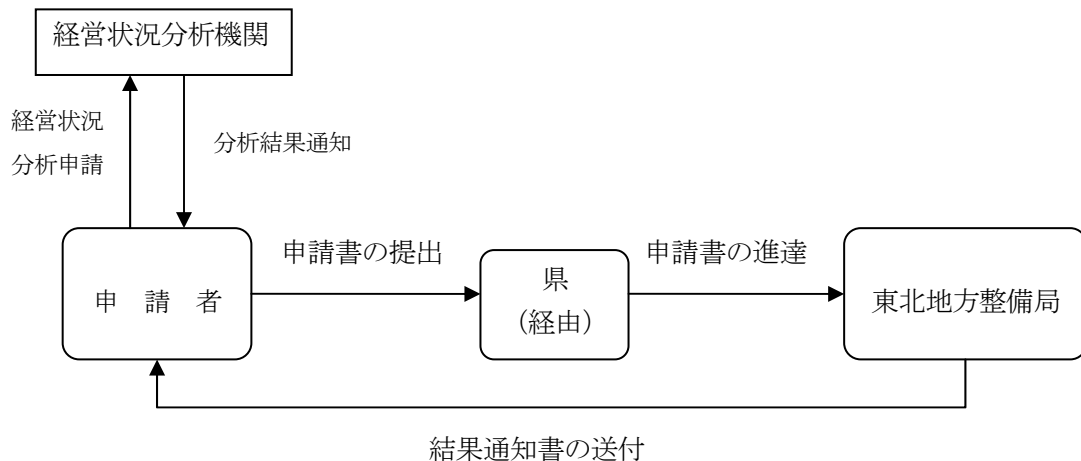 経営状況分析機関
経営状況
分析申請
分析結果通知
申請書の提出
申請書の進達
申　請　者
県
（経由）
東北地方整備局
結果通知書の送付